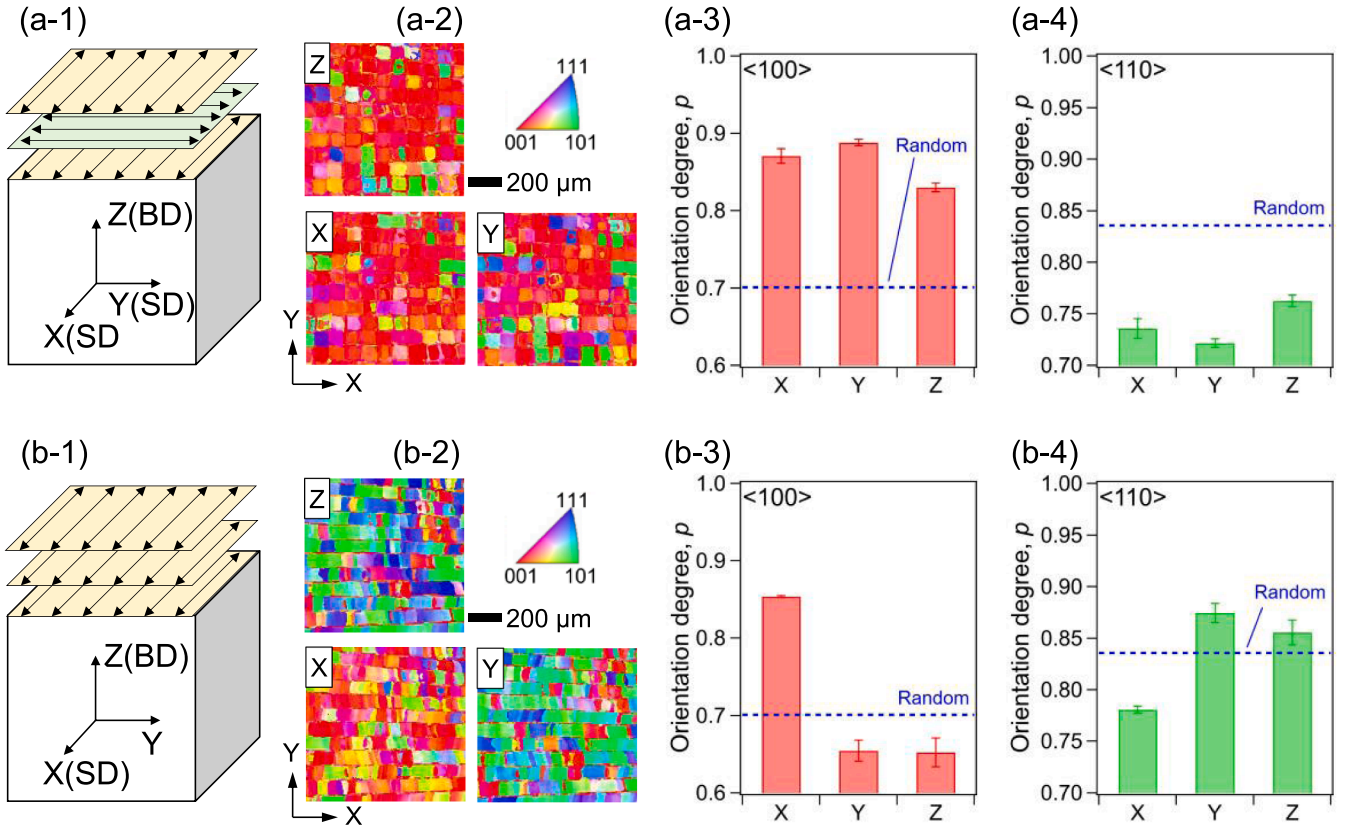 (a-1)
Z(BD)
Y(SD)
X(SD
(a-2)
Z
111
001
101
200 µm
X
Y
Y
X
(a-3)
<100>
Random
Orientation degree, p
1.0
0.9
0.8
0.7
0.6
X
Y
Z
(a-4)
<110>
Random
Orientation degree, p
1.00
0.95
0.90
0.85
0.80
0.75
0.70
X
Y
Z
(b-1)
Z(BD)
Y
X(SD)
(b-2)
Z
111
001
101
200 µm
X
Y
Y
X
(b-3)
<100>
Random
Orientation degree, p
1.0
0.9
0.8
0.7
0.6
X
Y
Z
(b-4)
<110>
Random
Orientation degree, p
1.00
0.95
0.90
0.85
0.80
0.75
0.70
X
Y
Z